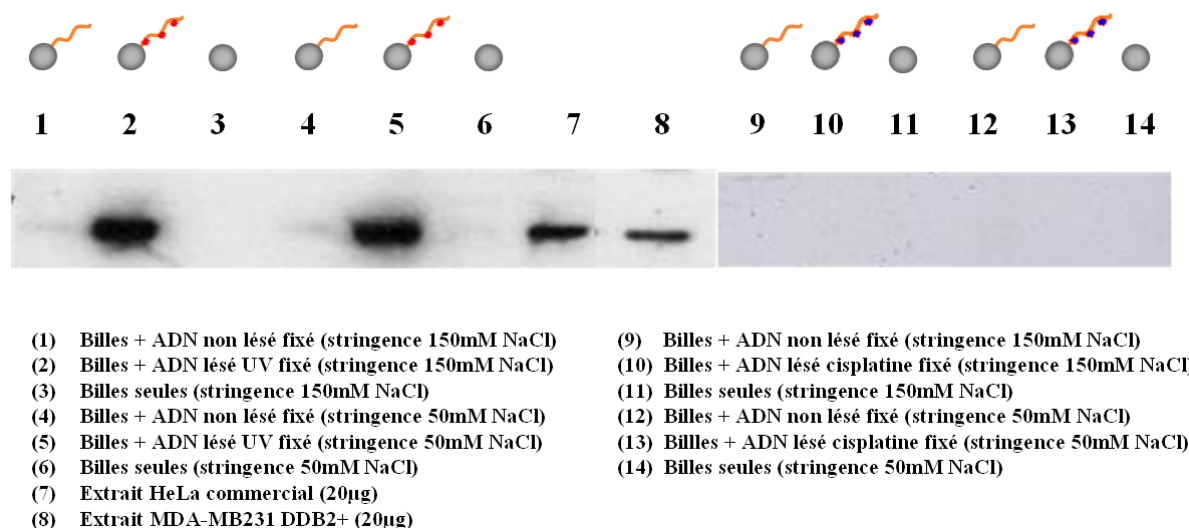 1 2 3 4 5 6 7 8 9 10 11 12 13 14
(1) Billes + ADN non lésé fixé (stringence 150mM NaCl)
(2) Billes + ADN lésé UV fixé (stringence 150mM NaCl)
(3) Billes seules (stringence 150mM NaCl)
(4) Billes + ADN non lésé fixé (stringence 50mM NaCl)
(5) Billes + ADN lésé UV fixé (stringence 50mM NaCl)
(6) Billes seules (stringence 50mM NaCl)
(7) Extrait HeLa commercial (20µg)
(8) Extrait MDA-MB231 DDB2+ (20µg)
(9) Billes + ADN non lésé fixé (stringence 150mM NaCl)
(10) Billes + ADN lésé cisplatine fixé (stringence 150mM NaCl)
(11) Billes seules (stringence 150mM NaCl)
(12) Billes + ADN non lésé fixé (stringence 50mM NaCl)
(13) Billles + ADN lésé cisplatine fixé (stringence 50mM NaCl)
(14) Billes seules (stringence 50mM NaCl)